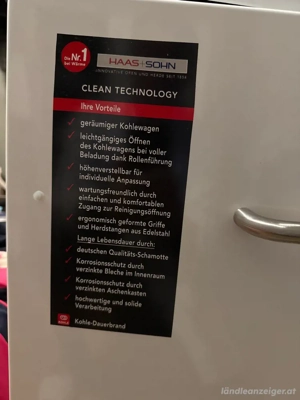 Die Nr.1
bei Wärme
HAAS+SOHN
INNOVATIVE ÖFEN UND HERDE SEIT 1854
CLEAN TECHNOLOGY
Ihre Vorteile
geräumiger Kohlewagen
leichtgängiges Öffnen
des Kohlewagens bei voller
Beladung dank Rollenführung
höhenverstellbar für
individuelle Anpassung
wartungsfreundlich durch
einfachen und komfortablen
Zugang zur Reinigungsöffnung
ergonomisch geformte Griffe
und Herdstangen aus Edelstahl
Lange Lebensdauer durch:
deutschen Qualitäts-Schamotte
Korrosionsschutz durch
verzinkte Bleche im Innenraum
Korrosionsschutz durch
verzinkten Aschenkasten
hochwertige und solide
Verarbeitung
Kohle-Dauerbrand
ländleanzeiger.at